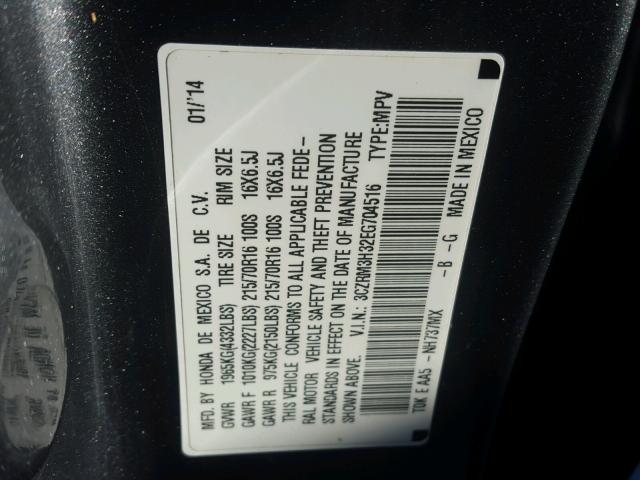 01/'14
MFD. BY HONDA DE MEXICO S.A. DE C.V.
GVWR 1965KG(4332LBS) TIRE SIZE RIM SIZE
GAWR F 1010KG(2227LBS) 215/70R16 100S 16X6.5J
GAWR R 975KG(2150LBS) 215/70R16 100S 16X6.5J
THIS VEHICLE CONFORMS TO ALL APPLICABLE FEDE-
RAL MOTOR VEHICLE SAFETY AND THEFT PREVENTION
STANDARDS IN EFFECT ON THE DATE OF MANUFACTURE
SHOWN ABOVE. V.I.N.: 3CZRM3H32EG704516 TYPE:MPV
T0K E AA5 -NH737MX -B -G MADE IN MEXICO